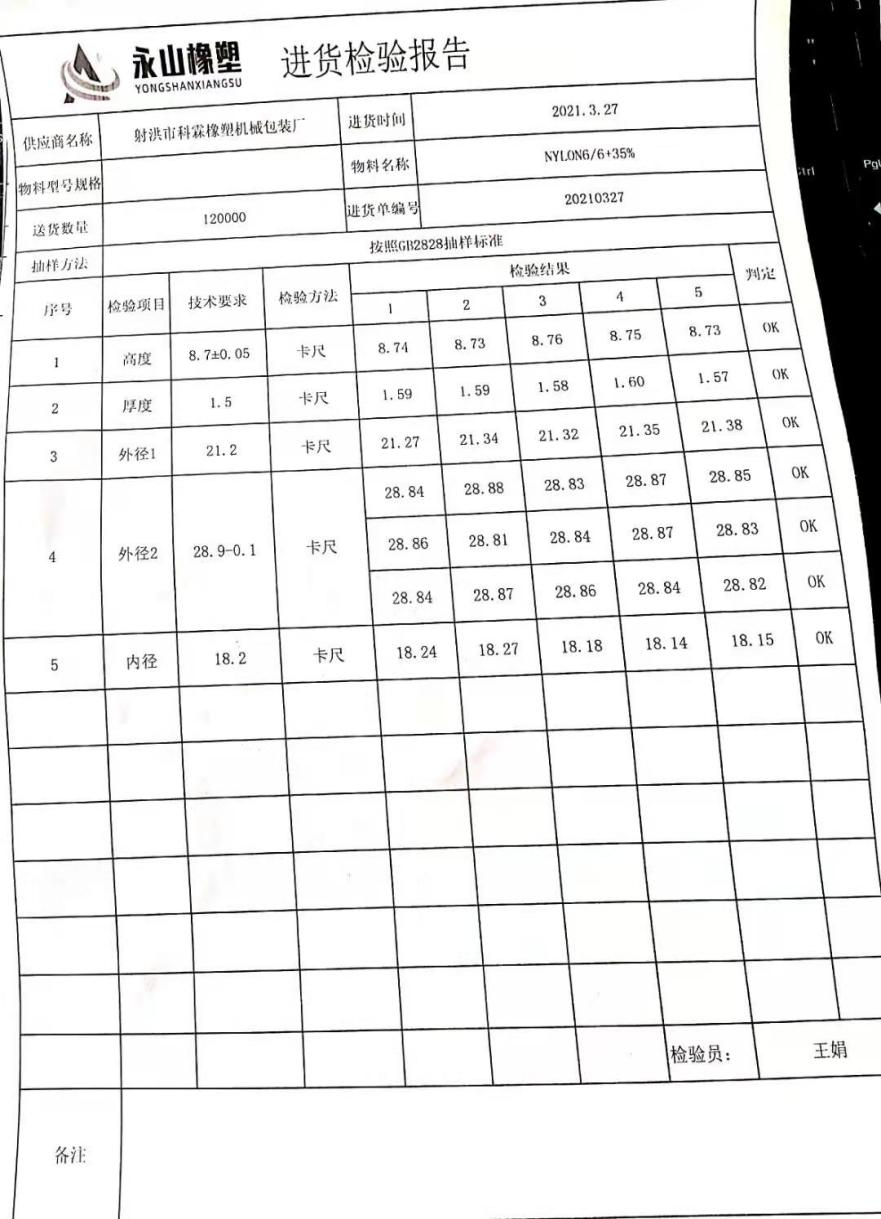 永山橡塑
YONGSHANXIANGSU
进货检验报告
供应商名称 射洪市科霖橡塑机械包装厂 进货时间 2021.3.27
物料型号规格 物料名称 NYLON6/6+35%
送货数量 120000 进货单编号 20210327
抽样方法 按照GB2828抽样标准
序号 检验项目 技术要求 检验方法 检验结果 判定
1 2 3 4 5
1 高度 8.7±0.05 卡尺 8.74 8.73 8.76 8.75 8.73 OK
2 厚度 1.5 卡尺 1.59 1.59 1.58 1.60 1.57 OK
3 外径1 21.2 卡尺 21.27 21.34 21.32 21.35 21.38 OK
28.84 28.88 28.83 28.87 28.85 OK
4 外径2 28.9-0.1 卡尺 28.86 28.81 28.84 28.87 28.83 OK
28.84 28.87 28.86 28.84 28.82 OK
5 内径 18.2 卡尺 18.24 18.27 18.18 18.14 18.15 OK
检验员： 王娟
备注